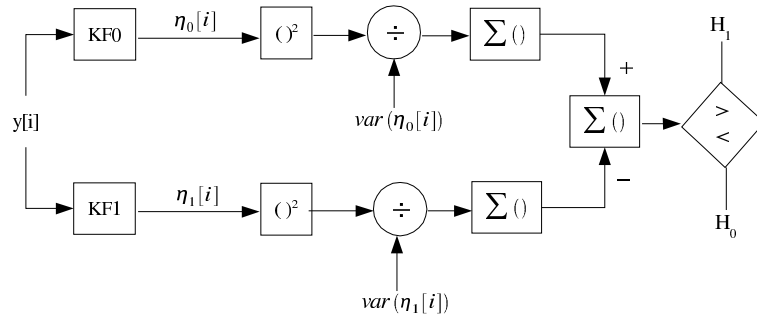 KF0 η₀[i] ()² ÷ ∑ ()
var(η₀[i])
+
H₁
y[i]
∑ ()
>
<
KF1 η₁[i] ()² ÷ ∑ ()
−
H₀
var(η₁[i])